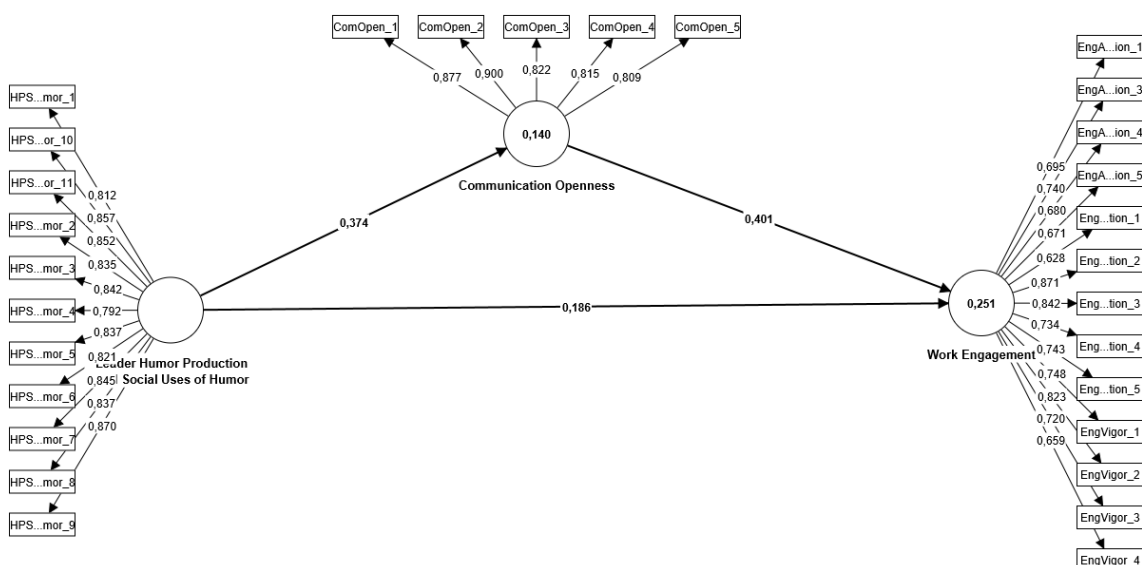 ComOpen_1
ComOpen_2
ComOpen_3
ComOpen_4
ComOpen_5
0,877
0,900
0,822
0,815
0,809
0,140
Communication Openness
HPS...mor_1
HPS...or_10
HPS...or_11
HPS...mor_2
HPS...mor_3
HPS...mor_4
HPS...mor_5
HPS...mor_6
HPS...mor_7
HPS...mor_8
HPS...mor_9
0,812
0,857
0,852
0,835
0,842
0,792
0,837
0,821
0,845
0,837
0,870
Leader Humor Production
Social Uses of Humor
0,374
0,401
0,186
0,251
Work Engagement
0,695
0,740
0,680
0,671
0,628
0,871
0,842
0,734
0,743
0,748
0,823
0,720
0,659
EngA...ion_1
EngA...ion_3
EngA...ion_4
EngA...ion_5
Eng...tion_1
Eng...tion_2
Eng...tion_3
Eng...tion_4
Eng...tion_5
EngVigor_1
EngVigor_2
EngVigor_3
EngVigor_4